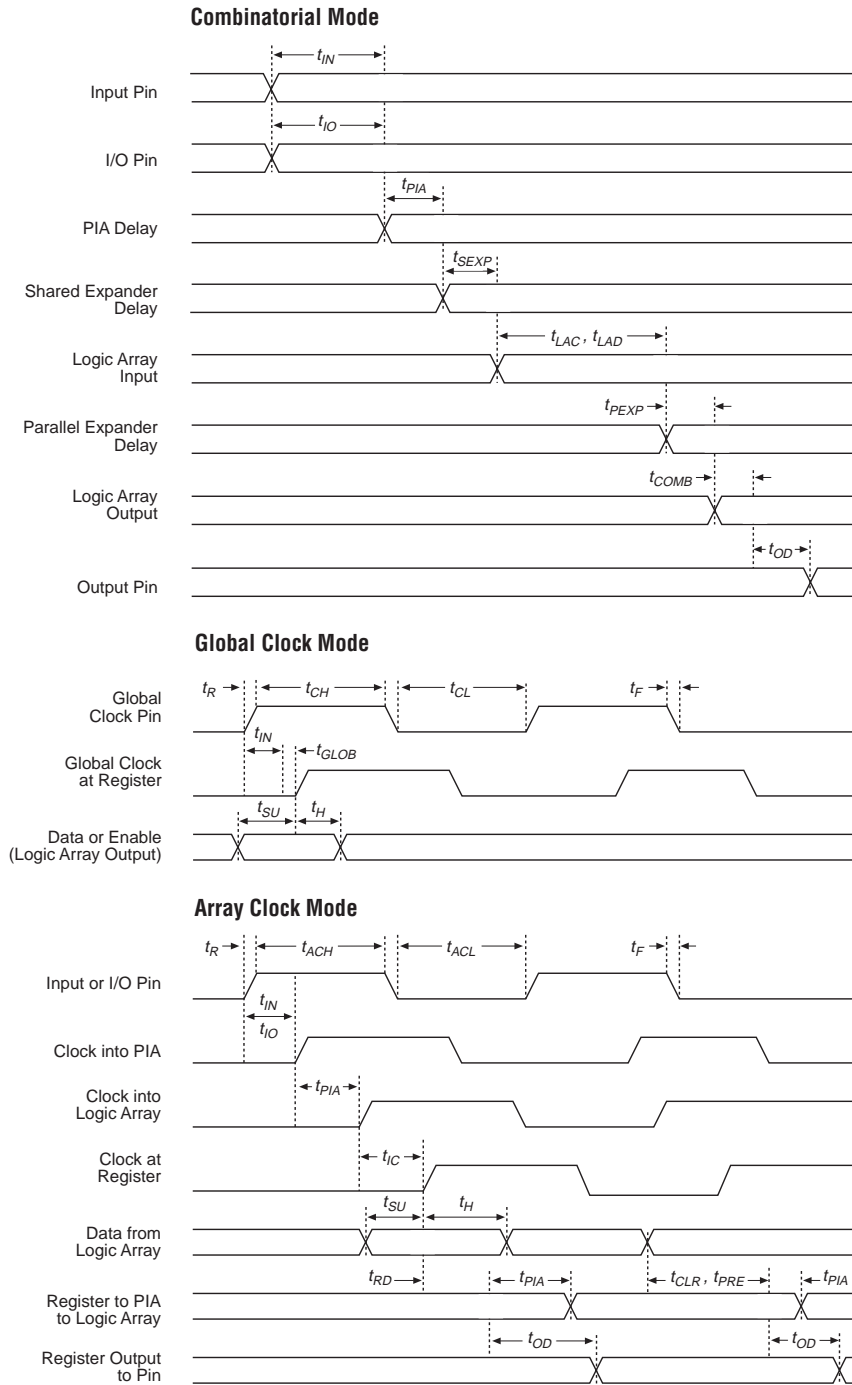 Combinatorial Mode
tIN
Input Pin
tIO
I/O Pin
tPIA
PIA Delay
tSEXP
Shared Expander
Delay
tLAC , tLAD
Logic Array
Input
tPEXP
Parallel Expander
Delay
tCOMB
Logic Array
Output
tOD
Output Pin
Global Clock Mode
tR tCH tCL tF
Global
Clock Pin
tIN tGLOB
Global Clock
at Register
tSU tH
Data or Enable
(Logic Array Output)
Array Clock Mode
tR tACH tACL tF
Input or I/O Pin
tIN
tIO
Clock into PIA
tPIA
Clock into
Logic Array
tIC
Clock at
Register
tSU tH
Data from
Logic Array
tRD tPIA tCLR , tPRE tPIA
Register to PIA
to Logic Array
tOD tOD
Register Output
to Pin